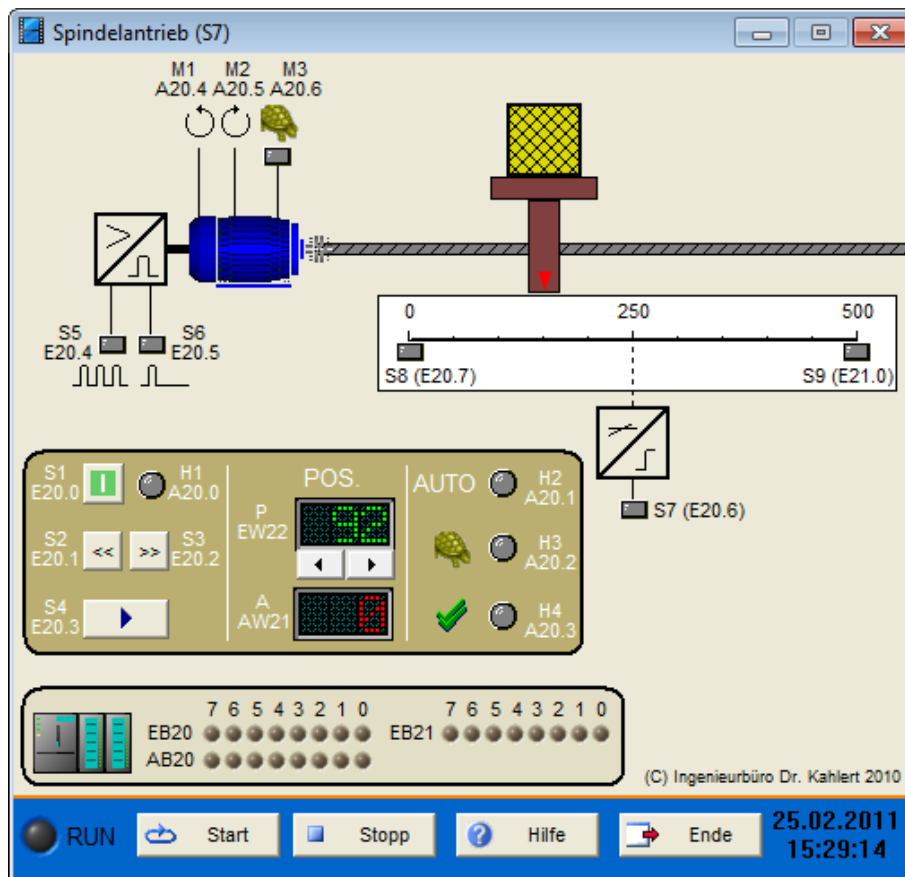 Spindelantrieb (S7)
M1 M2 M3
A20.4 A20.5 A20.6
0 250 500
S8 (E20.7) S9 (E21.0)
S5 S6
E20.4 E20.5
S7 (E20.6)
S1 H1
E20.0 A20.0
S2 << >> S3
E20.1 E20.2
S4
E20.3
POS.
P
EW22 92
A
AW21 0
AUTO H2
A20.1
H3
A20.2
H4
A20.3
7 6 5 4 3 2 1 0 7 6 5 4 3 2 1 0
EB20 EB21
AB20
(C) Ingenieurbüro Dr. Kahlert 2010
RUN Start Stopp Hilfe Ende
25.02.2011
15:29:14